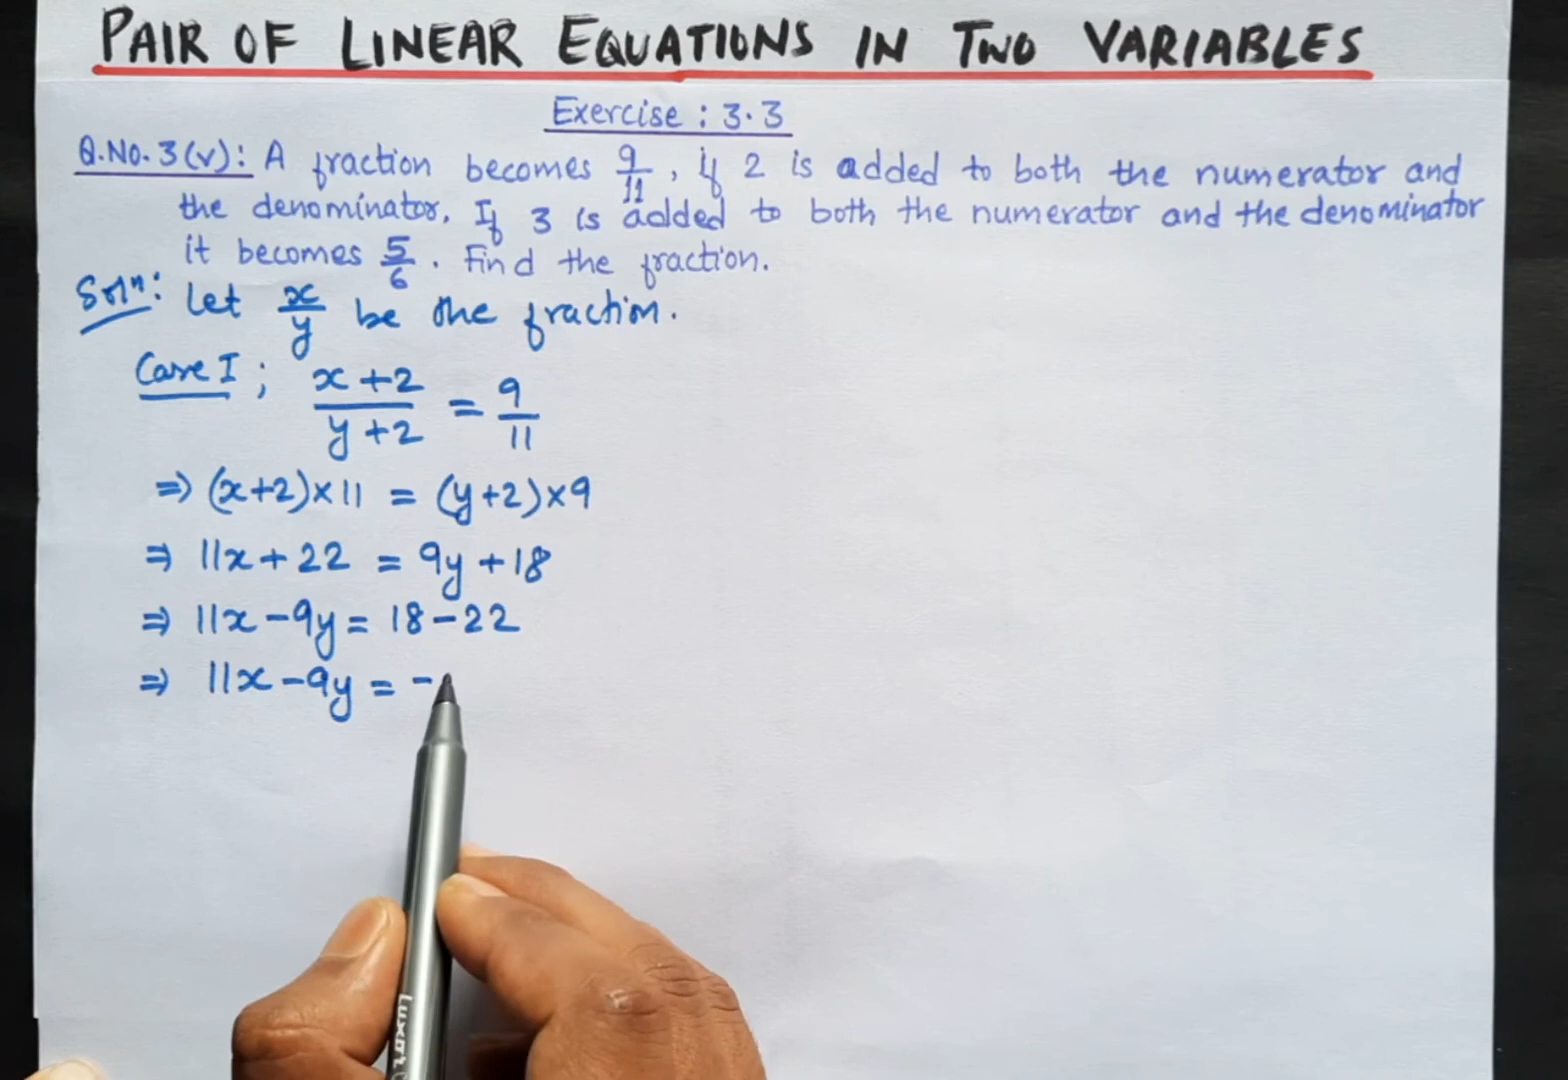 PAIR OF LINEAR EQUATIONS IN TWO VARIABLES
Exercise : 3.3
Q.No. 3(v): A fraction becomes 9/11, if 2 is added to both the numerator and
the denominator. If 3 is added to both the numerator and the denominator
it becomes 5/6. Find the fraction.
Solⁿ: Let x/y be the fraction.
Case I ; (x+2)/(y+2) = 9/11
⇒ (x+2)×11 = (y+2)×9
⇒ 11x+22 = 9y+18
⇒ 11x-9y = 18-22
⇒ 11x-9y = -
Luxor